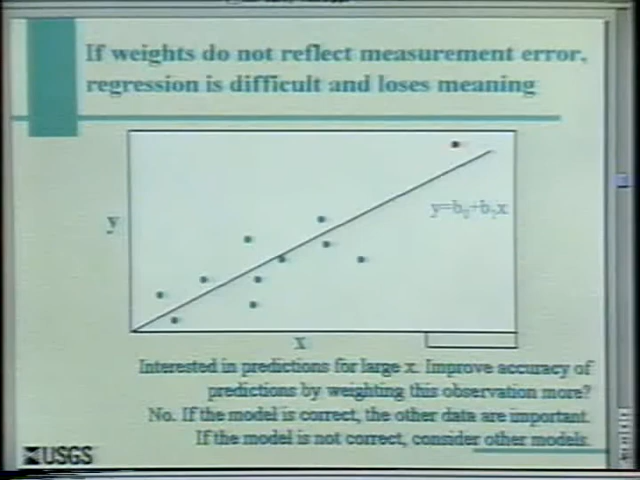 If weights do not reflect measurement error,
regression is difficult and loses meaning
y=b₀+b₁x
y
x
Interested in predictions for large x. Improve accuracy of
predictions by weighting this observation more?
No. If the model is correct, the other data are important.
If the model is not correct, consider other models.
USGS